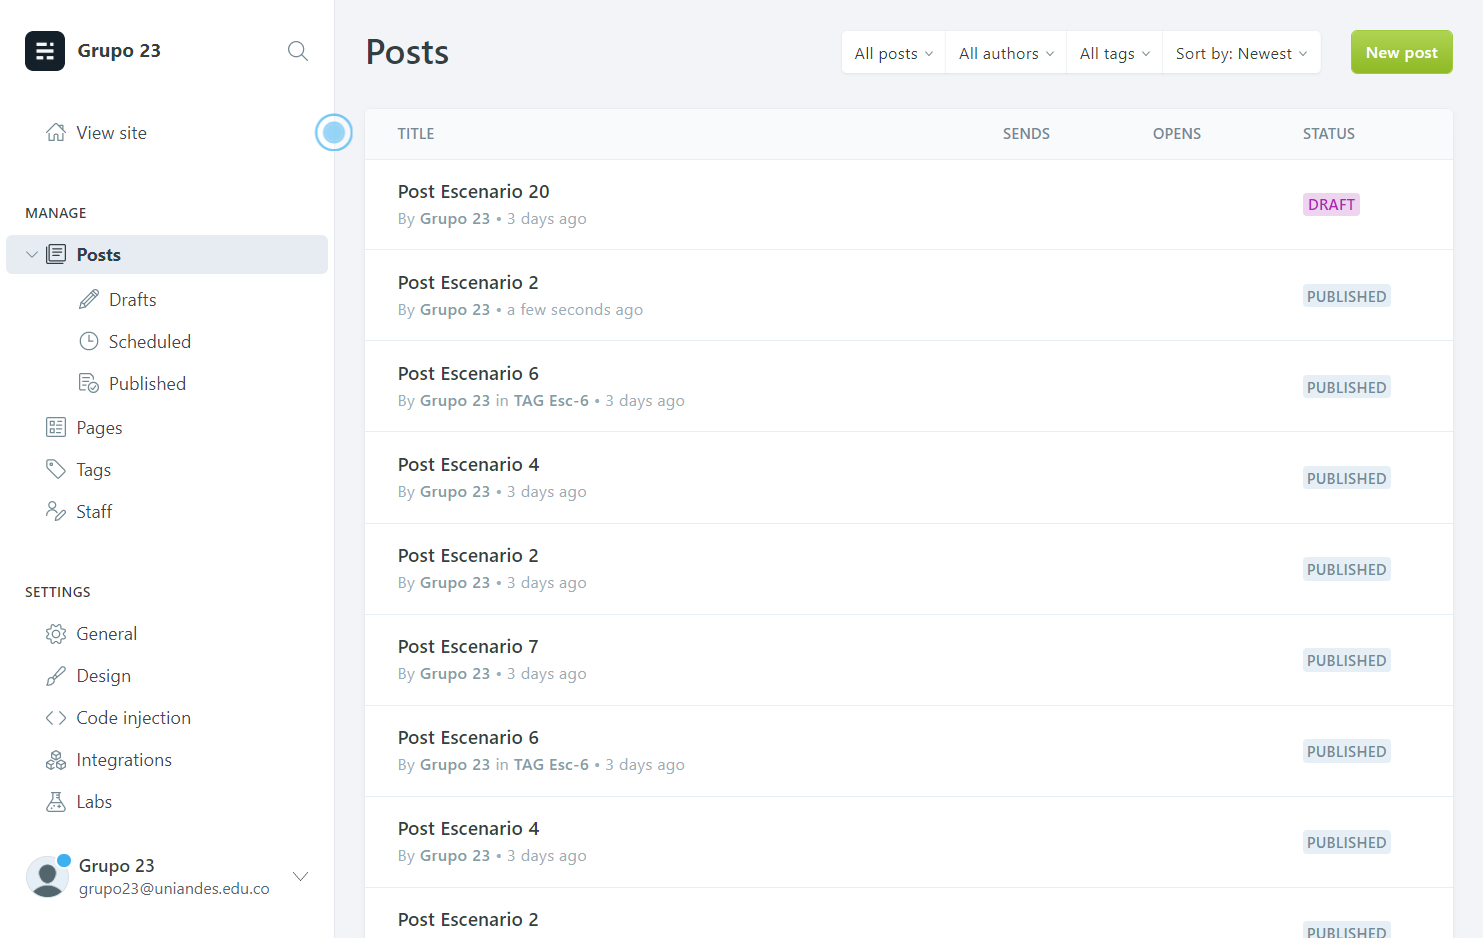 Grupo 23
View site
MANAGE
Posts
Drafts
Scheduled
Published
Pages
Tags
Staff
SETTINGS
General
Design
Code injection
Integrations
Labs
Grupo 23
grupo23@uniandes.edu.co
Posts
All posts
All authors
All tags
Sort by: Newest
New post
TITLE SENDS OPENS STATUS
Post Escenario 20
By Grupo 23 • 3 days ago
DRAFT
Post Escenario 2
By Grupo 23 • a few seconds ago
PUBLISHED
Post Escenario 6
By Grupo 23 in TAG Esc-6 • 3 days ago
PUBLISHED
Post Escenario 4
By Grupo 23 • 3 days ago
PUBLISHED
Post Escenario 2
By Grupo 23 • 3 days ago
PUBLISHED
Post Escenario 7
By Grupo 23 • 3 days ago
PUBLISHED
Post Escenario 6
By Grupo 23 in TAG Esc-6 • 3 days ago
PUBLISHED
Post Escenario 4
By Grupo 23 • 3 days ago
PUBLISHED
Post Escenario 2
PUBLISHED